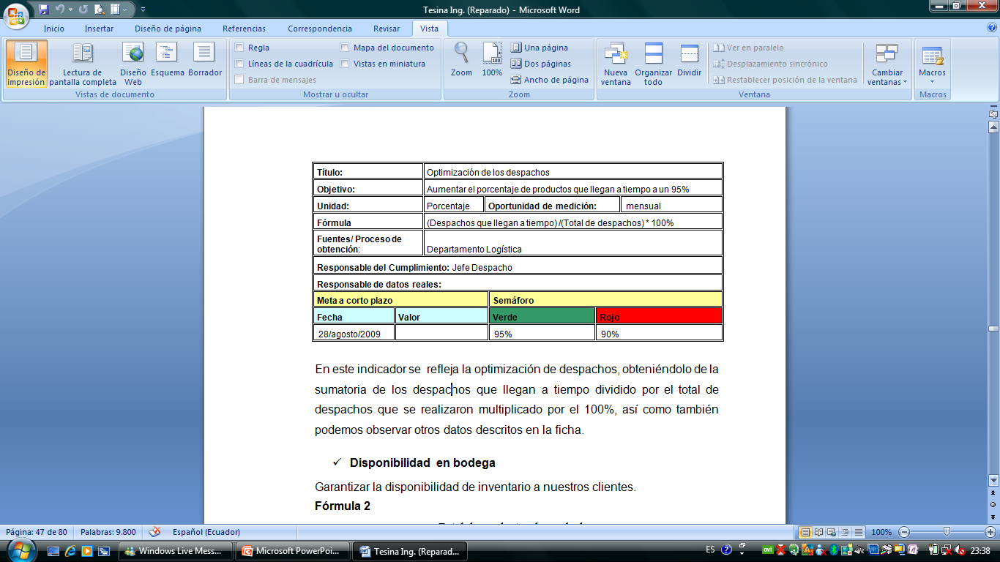 Tesina Ing. (Reparado) - Microsoft Word
Inicio Insertar Diseño de página Referencias Correspondencia Revisar Vista
Diseño de impresión
Lectura de pantalla completa
Diseño Web
Esquema
Borrador
Vistas de documento
Regla
Líneas de la cuadrícula
Barra de mensajes
Mapa del documento
Vistas en miniatura
Mostrar u ocultar
Zoom
100
100%
Una página
Dos páginas
Ancho de página
Zoom
Nueva ventana
Organizar todo
Dividir
Ver en paralelo
Desplazamiento sincrónico
Restablecer posición de la ventana
Ventana
Cambiar ventanas
Macros
Macros
Título: Optimización de los despachos
Objetivo: Aumentar el porcentaje de productos que llegan a tiempo a un 95%
Unidad: Porcentaje Oportunidad de medición: mensual
Fórmula (Despachos que llegan a tiempo) /(Total de despachos) * 100%
Fuentes/ Proceso de
obtención: Departamento Logística
Responsable del Cumplimiento: Jefe Despacho
Responsable de datos reales:
Meta a corto plazo Semáforo
Fecha Valor Verde Rojo
28/agosto/2009 95% 90%
En este indicador se refleja la optimización de despachos, obteniéndolo de la
sumatoria de los despachos que llegan a tiempo dividido por el total de
despachos que se realizaron multiplicado por el 100%, así como también
podemos observar otros datos descritos en la ficha.
✓ Disponibilidad en bodega
Garantizar la disponibilidad de inventario a nuestros clientes.
Fórmula 2
Página: 47 de 80 Palabras: 9.800 Español (Ecuador) 100%
Windows Live Mess... Microsoft PowerPoi... Tesina Ing. (Reparad... ES ovi 23:38